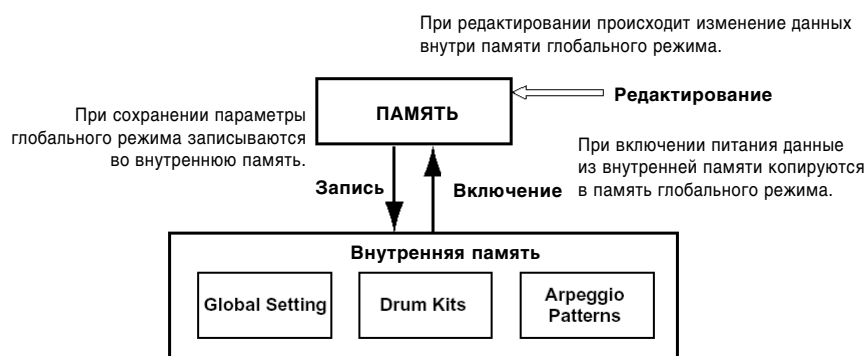 При редактировании происходит изменение данных
внутри памяти глобального режима.
ПАМЯТЬ
Редактирование
При сохранении параметры
глобального режима записываются
во внутреннюю память.
При включении питания данные
из внутренней памяти копируются
в память глобального режима.
Запись
Включение
Внутренняя память
Global Setting
Drum Kits
Arpeggio
Patterns